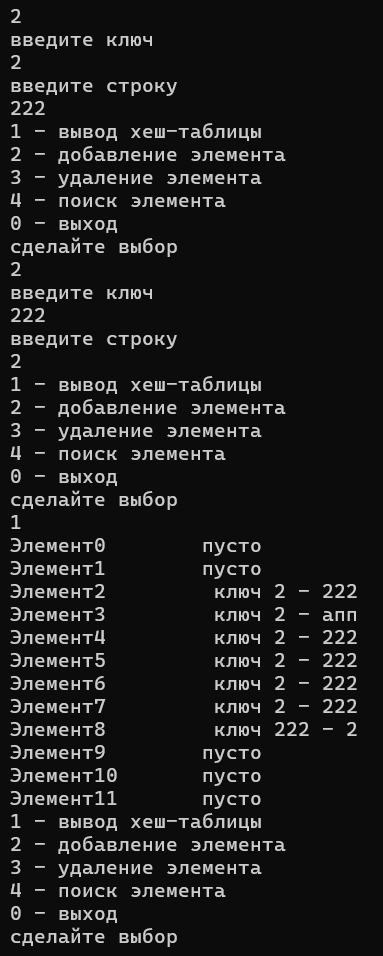 2
введите ключ
2
введите строку
222
1 - вывод хеш-таблицы
2 - добавление элемента
3 - удаление элемента
4 - поиск элемента
0 - выход
сделайте выбор
2
введите ключ
222
введите строку
2
1 - вывод хеш-таблицы
2 - добавление элемента
3 - удаление элемента
4 - поиск элемента
0 - выход
сделайте выбор
1
Элемент0        пусто
Элемент1        пусто
Элемент2         ключ 2 - 222
Элемент3         ключ 2 - апп
Элемент4         ключ 2 - 222
Элемент5         ключ 2 - 222
Элемент6         ключ 2 - 222
Элемент7         ключ 2 - 222
Элемент8         ключ 222 - 2
Элемент9        пусто
Элемент10       пусто
Элемент11       пусто
1 - вывод хеш-таблицы
2 - добавление элемента
3 - удаление элемента
4 - поиск элемента
0 - выход
сделайте выбор